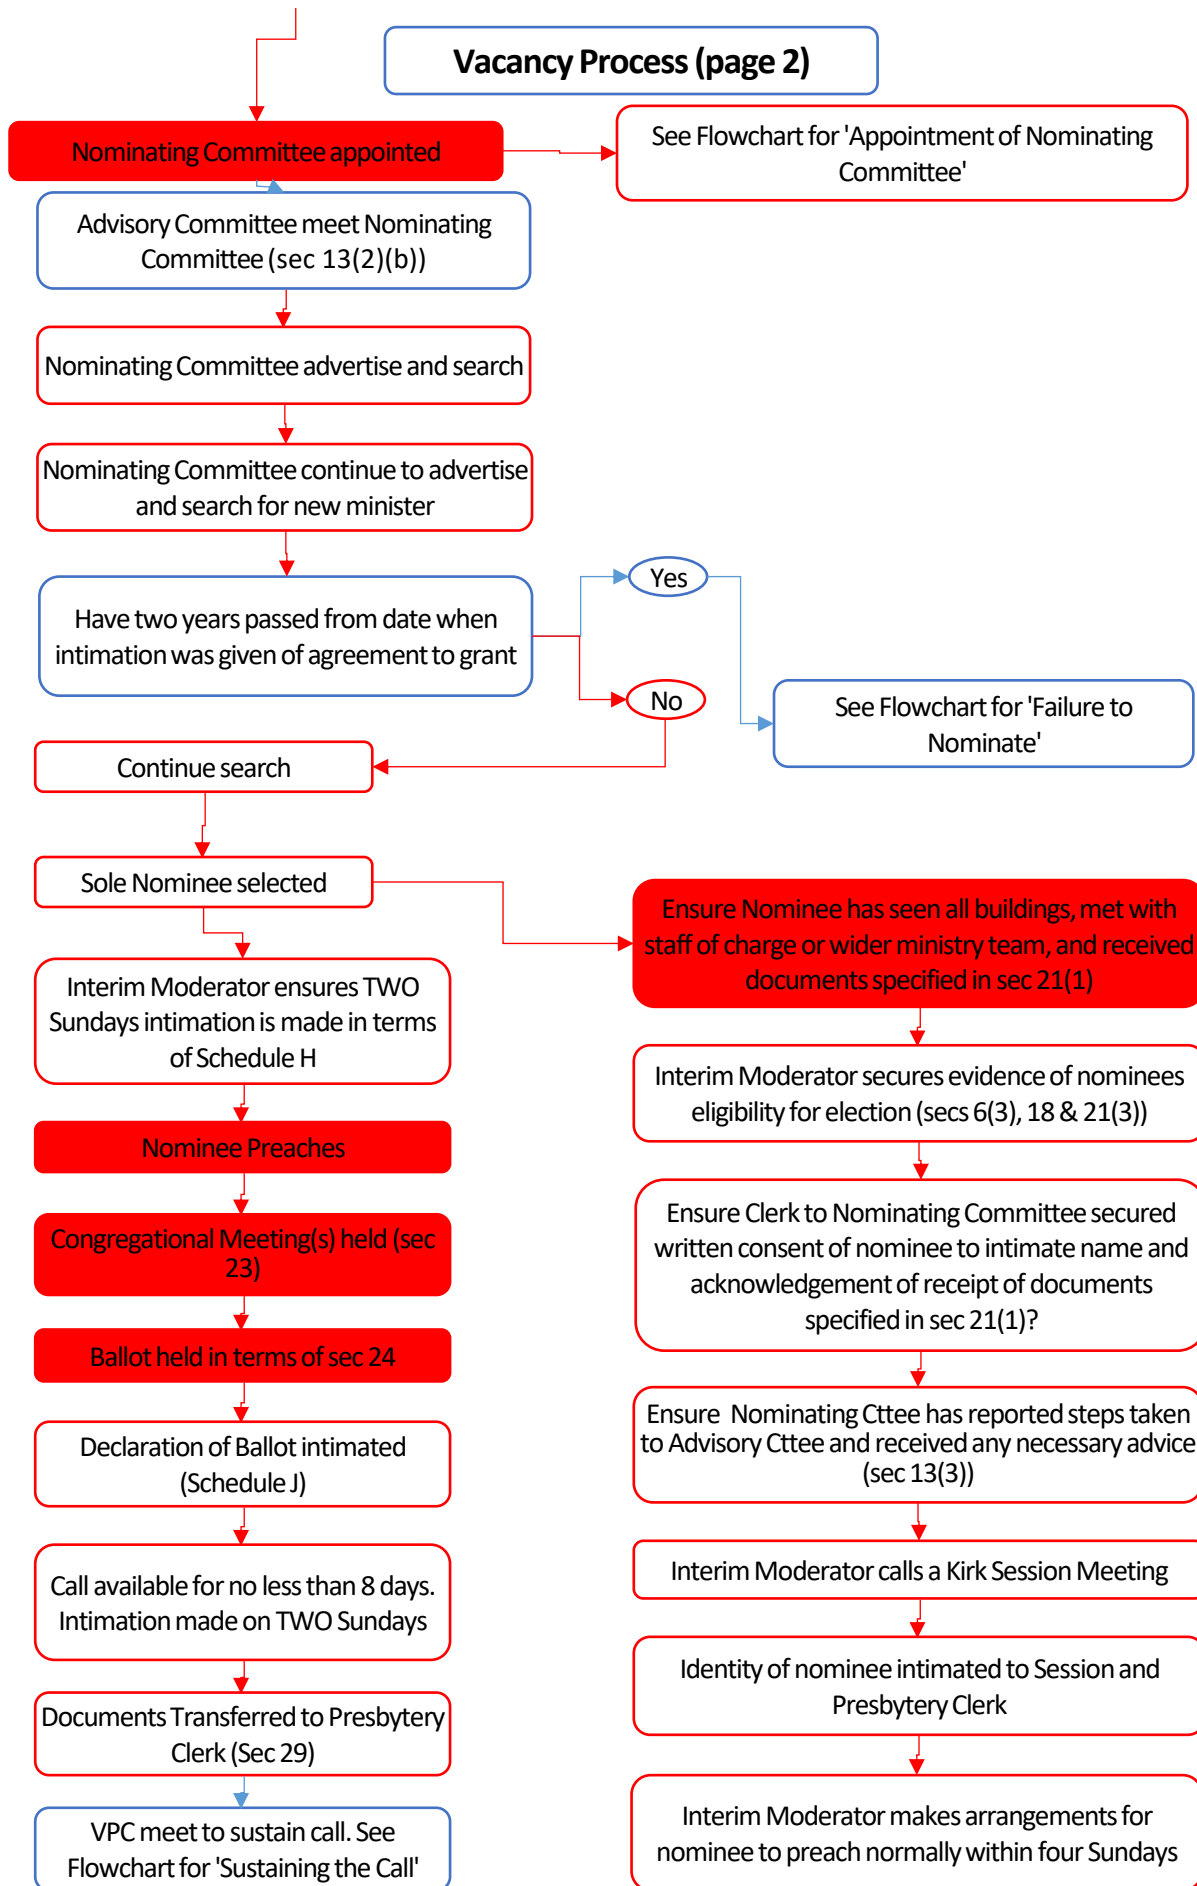 Vacancy Process (page 2)
Nominating Committee appointed
See Flowchart for 'Appointment of Nominating
Committee'
Advisory Committee meet Nominating
Committee (sec 13(2)(b))
Nominating Committee advertise and search
Nominating Committee continue to advertise
and search for new minister
Have two years passed from date when
intimation was given of agreement to grant
Yes
No
See Flowchart for 'Failure to
Nominate'
Continue search
Sole Nominee selected
Interim Moderator ensures TWO
Sundays intimation is made in terms
of Schedule H
Nominee Preaches
Congregational Meeting(s) held (sec
23)
Ballot held in terms of sec 24
Declaration of Ballot intimated
(Schedule J)
Call available for no less than 8 days.
Intimation made on TWO Sundays
Documents Transferred to Presbytery
Clerk (Sec 29)
VPC meet to sustain call. See
Flowchart for 'Sustaining the Call'
Ensure Nominee has seen all buildings, met with
staff of charge or wider ministry team, and received
documents specified in sec 21(1)
Interim Moderator secures evidence of nominees
eligibility for election (secs 6(3), 18 & 21(3))
Ensure Clerk to Nominating Committee secured
written consent of nominee to intimate name and
acknowledgement of receipt of documents
specified in sec 21(1)?
Ensure Nominating Cttee has reported steps taken
to Advisory Cttee and received any necessary advice
(sec 13(3))
Interim Moderator calls a Kirk Session Meeting
Identity of nominee intimated to Session and
Presbytery Clerk
Interim Moderator makes arrangements for
nominee to preach normally within four Sundays